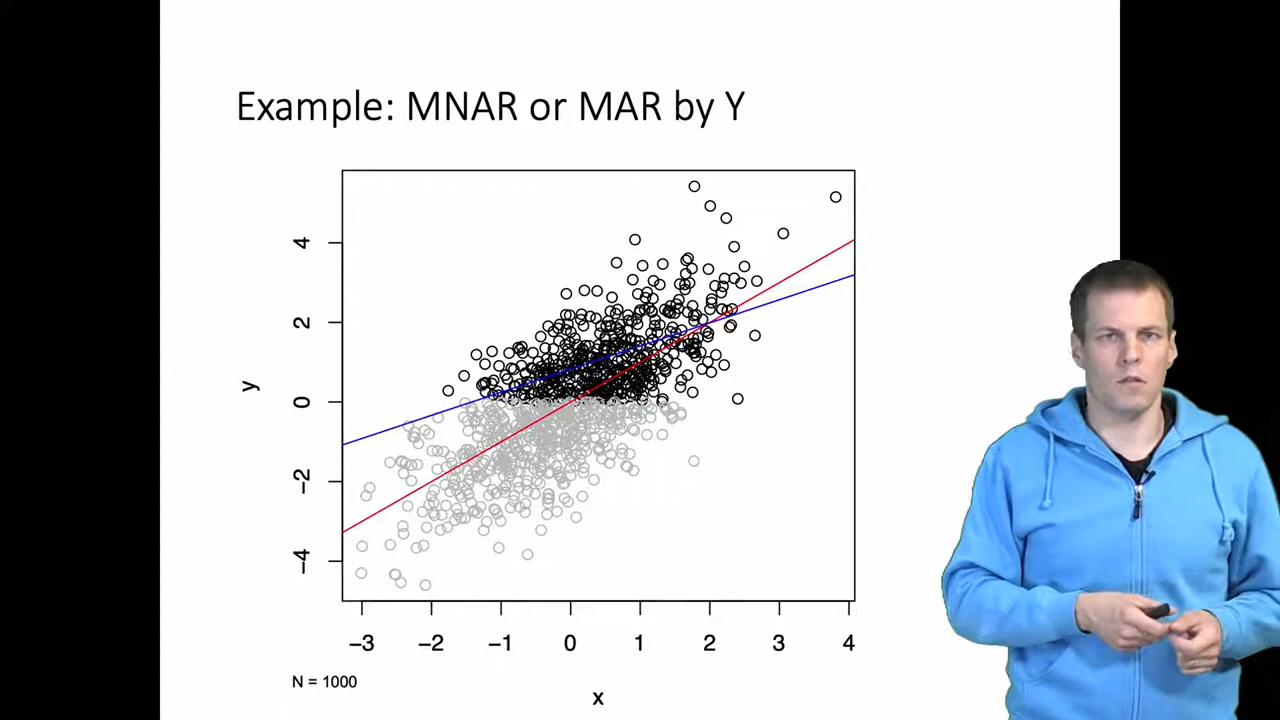 Example: MNAR or MAR by Y
y
4
2
0
−2
−4
−3 −2 −1 0 1 2 3 4
N = 1000
x